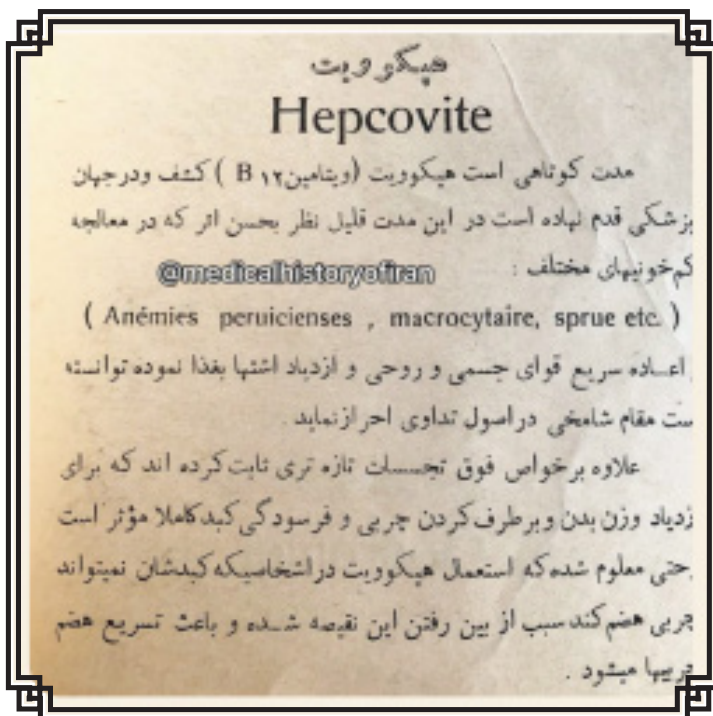 هپکوویت
Hepcovite
مدت کوتاهی است هپکوویت (ویتامین B ۱۲ ) کشف ودرجهان
پزشکی قدم نهاده است در این مدت قلیل نظر بحسن اثر که در معالجه
کم‌خونیهای مختلف :
@medicalhistoryofiran
( Anémies peruicienses , macrocytaire, sprue etc. )
اعاده سریع قوای جسمی و روحی و ازدیاد اشتها بغذا نموده توانسته
ست مقام شامخی دراصول تداوی احراز نماید .
علاوه برخواص فوق تجسسات تازه تری ثابت کرده اند که برای
زدیاد وزن بدن وبرطرف کردن چربی و فرسودگی کبد کاملا مؤثر است
حتی معلوم شده که استعمال هپکوویت دراشخاصیکه کبدشان نمیتواند
چربی هضم کند سبب از بین رفتن این نقیصه شده و باعث تسریع هضم
چربیها میشود .